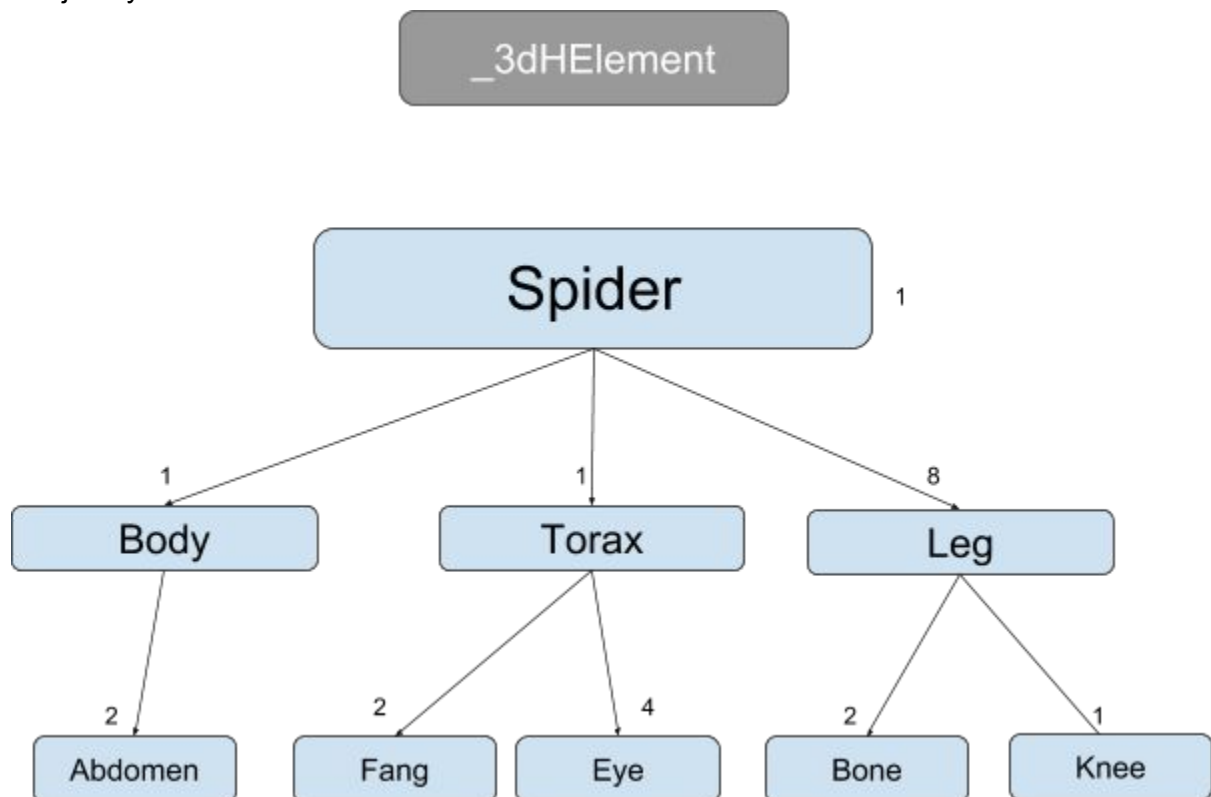 _3dHElement
Spider
1
1
1
8
Body
Torax
Leg
2
2
4
2
1
Abdomen
Fang
Eye
Bone
Knee